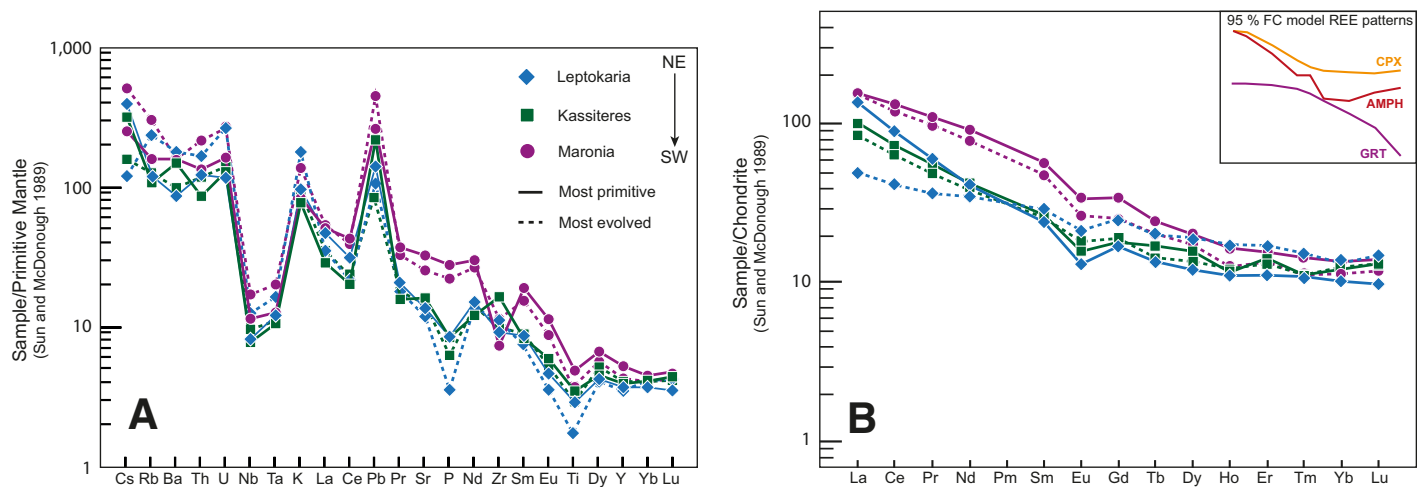 1,000
100
10
1
Sample/Primitive Mantle
(Sun and McDonough 1989)
NE
SW
Leptokaria
Kassiteres
Maronia
Most primitive
Most evolved
A
Cs Rb Ba Th U Nb Ta K La Ce Pb Pr Sr P Nd Zr Sm Eu Ti Dy Y Yb Lu
100
10
1
Sample/Chondrite
(Sun and McDonough 1989)
95 % FC model REE patterns
CPX
AMPH
GRT
B
La Ce Pr Nd Pm Sm Eu Gd Tb Dy Ho Er Tm Yb Lu